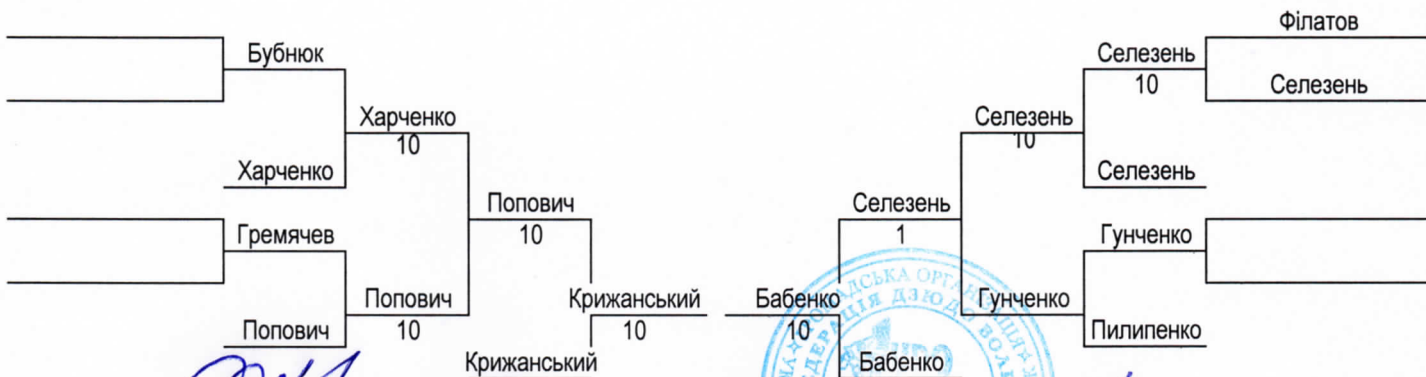 Філатов
Бубнюк
Селезень
10
Селезень
Харченко
10
Селезень
10
Харченко
Селезень
Попович
10
Селезень
1
Гремячев
Гунченко
Попович
10
Крижанський
10
Бабенко
10
Гунченко
Попович
Пилипенко
Крижанський
Бабенко